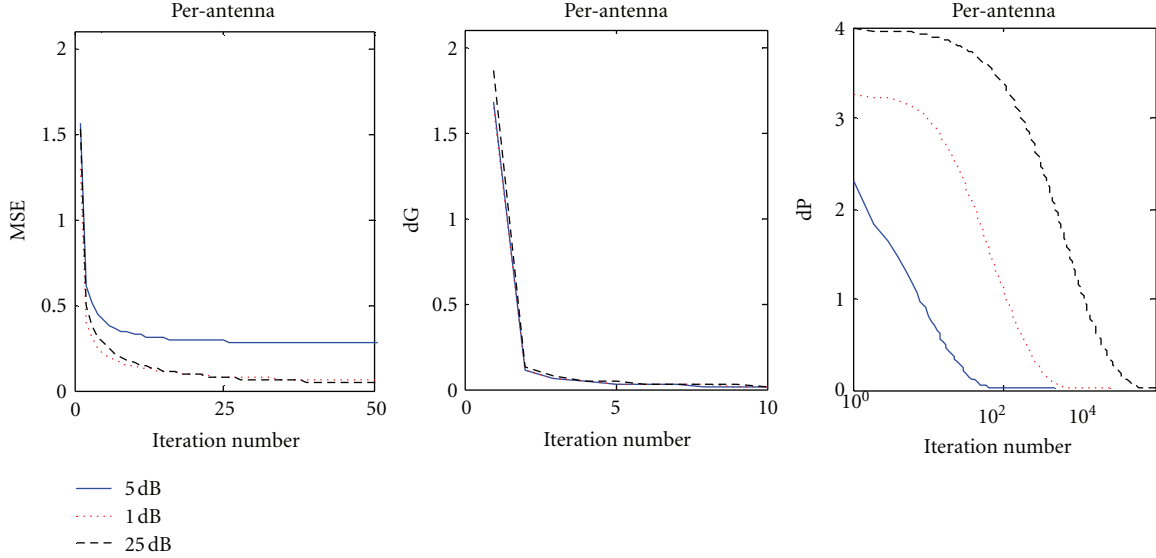 Per-antenna
2
1.5
1
0.5
0
MSE
0
25
50
Iteration number
Per-antenna
2
1.5
1
0.5
0
dG
0
5
10
Iteration number
Per-antenna
4
3
2
1
0
dP
10^0
10^2
10^4
Iteration number
5 dB
1 dB
25 dB